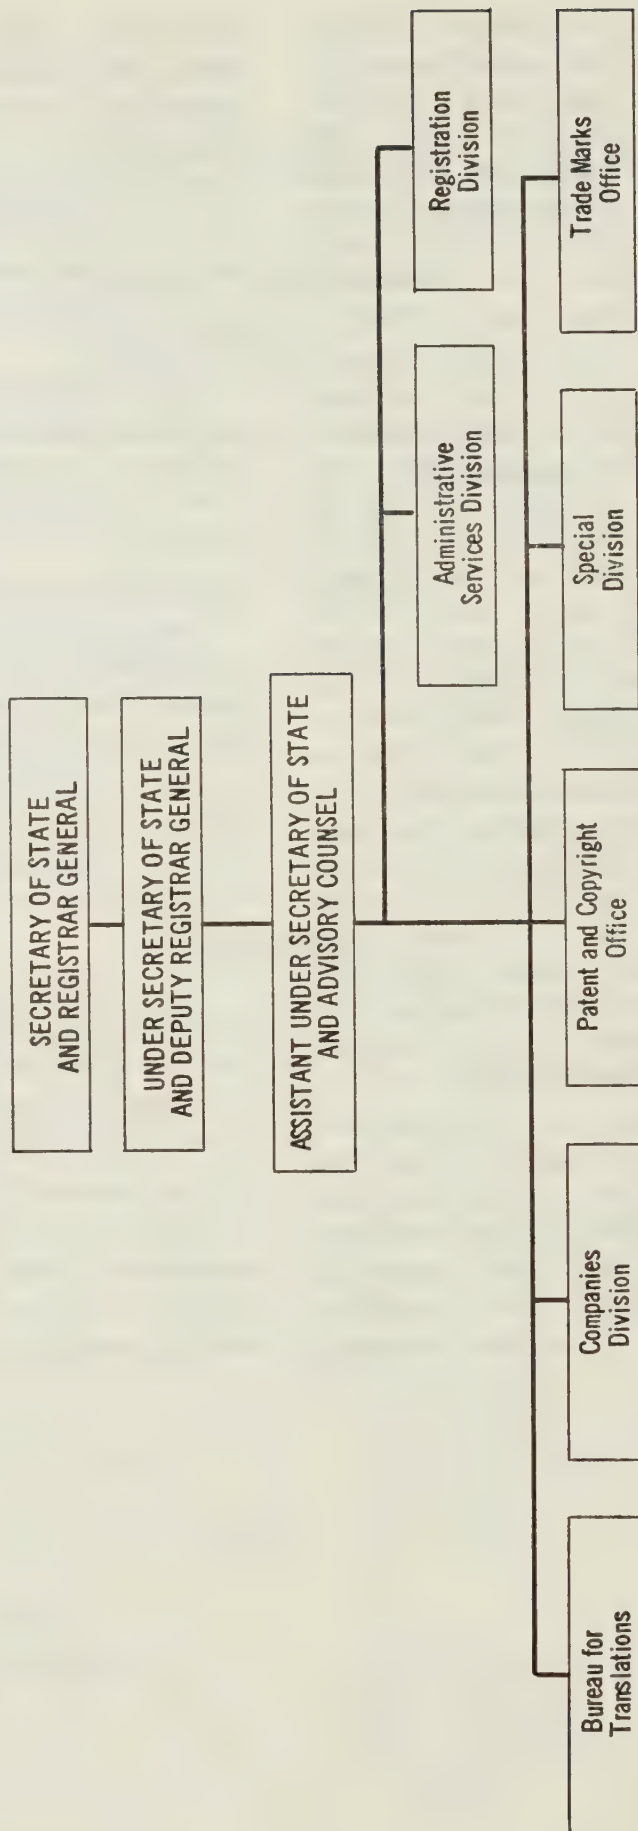 SECRETARY OF STATE
AND REGISTRAR GENERAL
UNDER SECRETARY OF STATE
AND DEPUTY REGISTRAR GENERAL
ASSISTANT UNDER SECRETARY OF STATE
AND ADVISORY COUNSEL
Administrative
Services Division
Registration
Division
Bureau for
Translations
Companies
Division
Patent and Copyright
Office
Special
Division
Trade Marks
Office